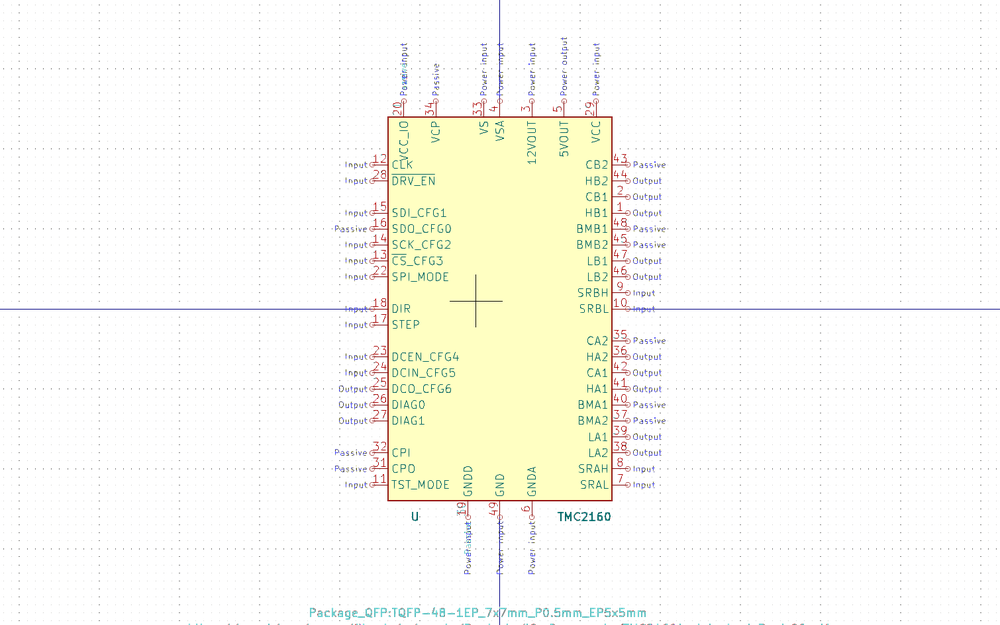 Power input
Passive
Power input
Power input
Power input
Power output
Power input
20
34
33
4
3
5
29
VCC_IO
VCP
VS
VSA
12VOUT
5VOUT
VCC
Input 12 CLK
CB2 43 Passive
Input 28 DRV_EN
HB2 44 Output
CB1 2 Output
Input 15 SDI_CFG1
HB1 1 Output
Passive 16 SDO_CFG0
BMB1 48 Passive
Input 14 SCK_CFG2
BMB2 45 Passive
Input 13 CS_CFG3
LB1 47 Output
Input 22 SPI_MODE
LB2 46 Output
SRBH 9 Input
Input 18 DIR
SRBL 10 Input
Input 17 STEP
CA2 35 Passive
Input 23 DCEN_CFG4
HA2 36 Output
Input 24 DCIN_CFG5
CA1 42 Output
Output 25 DCO_CFG6
HA1 41 Output
Output 26 DIAG0
BMA1 40 Passive
Output 27 DIAG1
BMA2 37 Passive
LA1 39 Output
Passive 32 CPI
LA2 38 Output
Passive 31 CPO
SRAH 8 Input
Input 11 TST_MODE
SRAL 7 Input
GNDD
GND
GNDA
49
6
Power input
Power input
Power input
U
TMC2160
Package_QFP:TQFP-48-1EP_7x7mm_P0.5mm_EP5x5mm